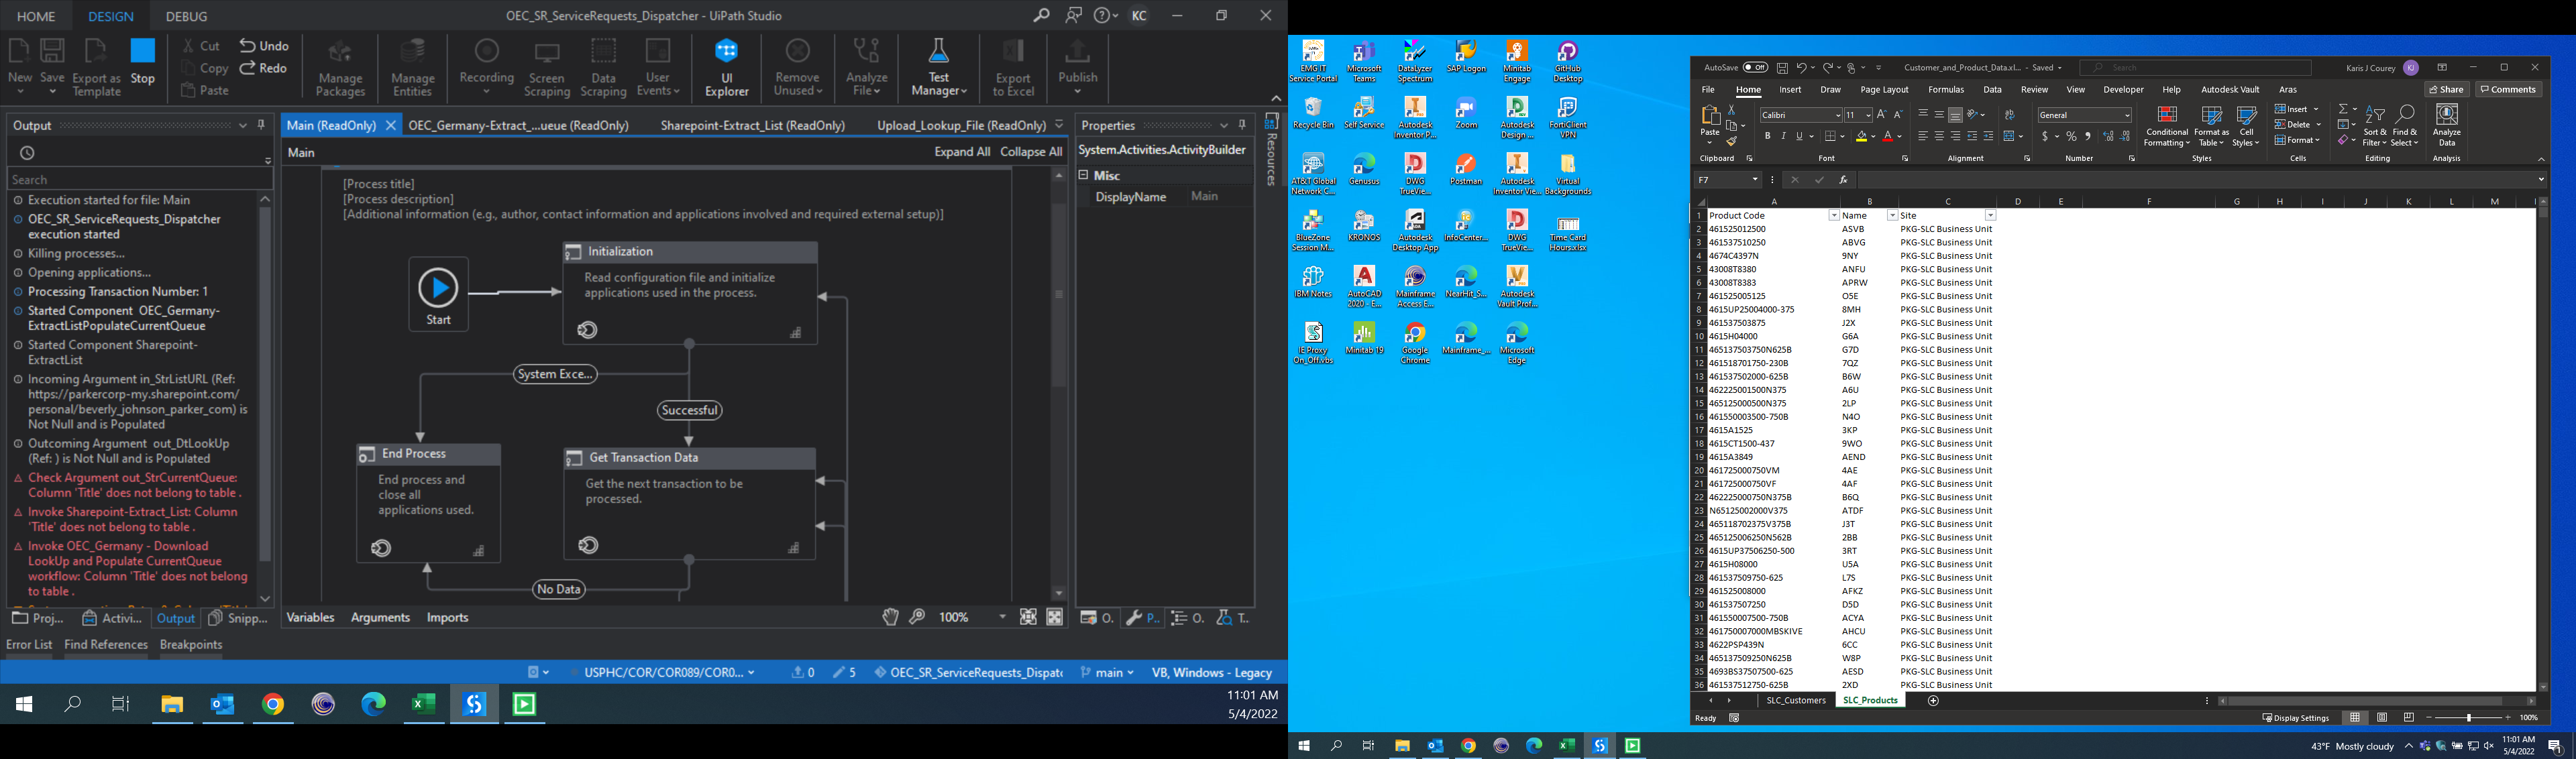 HOME DESIGN DEBUG
OEC_SR_ServiceRequests_Dispatcher - UiPath Studio
KC
New Save Export as Template Stop
Cut Copy Paste Undo Redo
Manage Packages
Manage Entities
Recording
Screen Scraping
Data Scraping
User Events
UI Explorer
Remove Unused
Analyze File
Test Manager
Export to Excel
Publish
Output
Search
Execution started for file: Main
OEC_SR_ServiceRequests_Dispatcher
execution started
Killing processes...
Opening applications...
Processing Transaction Number: 1
Started Component OEC_Germany-
ExtractListPopulateCurrentQueue
Started Component Sharepoint-
ExtractList
Incoming Argument in_StrListURL (Ref:
https://parkercorp-my.sharepoint.com/
personal/beverly_johnson_parker_com) is
Not Null and is Populated
Outcoming Argument out_DtLookUp
(Ref: ) is Not Null and is Populated
Check Argument out_StrCurrentQueue:
Column 'Title' does not belong to table .
Invoke Sharepoint-Extract_List: Column
'Title' does not belong to table .
Invoke OEC_Germany - Download
LookUp and Populate CurrentQueue
workflow: Column 'Title' does not belong
to table .
Proj... Activi... Output Snipp...
Error List Find References Breakpoints
Main (ReadOnly) OEC_Germany-Extract_...ueue (ReadOnly) Sharepoint-Extract_List (ReadOnly) Upload_Lookup_File (ReadOnly)
Main
Expand All Collapse All
[Process title]
[Process description]
[Additional information (e.g., author, contact information and applications involved and required external setup)]
Start
Initialization
Read configuration file and initialize
applications used in the process.
System Exce...
Successful
End Process
End process and
close all
applications used.
Get Transaction Data
Get the next transaction to be
processed.
No Data
Variables Arguments Imports
100%
Properties
System.Activities.ActivityBuilder
Misc
DisplayName Main
Resources
O. P.. O. T..
USPHC/COR/COR089/COR0...
0
5
OEC_SR_ServiceRequests_Dispatc
main
VB, Windows - Legacy
11:01 AM
5/4/2022
EMG IT Service Portal
Microsoft Teams
DataLyzer Spectrum
SAP Logon
Minitab Engage
GitHub Desktop
Recycle Bin
Self Service
Autodesk Inventor P...
Zoom
Autodesk Design ...
FortiClient VPN
AT&T Global Network C...
Genusus
DWG TrueVie...
Postman
Autodesk Inventor Vie...
Virtual Backgrounds
BlueZone Session M...
KRONOS
Autodesk Desktop App
InfoCenter...
DWG TrueVie...
Time Card Hours.xlsx
IBM Notes
AutoCAD 2020 - E...
Mainframe Access E...
NearHit_S...
Autodesk Vault Prof...
IE Proxy On_Off.vbs
Minitab 19
Google Chrome
Mainframe_...
Microsoft Edge
AutoSave Off
Customer_and_Product_Data.xl... - Saved
Search
Karis J Courey
KJ
File Home Insert Draw Page Layout Formulas Data Review View Developer Help Autodesk Vault Aras
Share Comments
Paste
Calibri 11
B I U
General
Conditional Formatting Format as Table Cell Styles
Insert Delete Format
Sort & Filter Find & Select
Analyze Data
Clipboard Font Alignment Number Styles Cells Editing Analysis
F7
A B C D E F G H I J K L M
1 Product Code Name Site
2 461525012500 ASVB PKG-SLC Business Unit
3 461537510250 ABVG PKG-SLC Business Unit
4 4674C4397N 9NY PKG-SLC Business Unit
5 43008T8380 ANFU PKG-SLC Business Unit
6 43008T8383 APRW PKG-SLC Business Unit
7 461525005125 O5E PKG-SLC Business Unit
8 4615UP25004000-375 8MH PKG-SLC Business Unit
9 461537503875 J2X PKG-SLC Business Unit
10 4615H04000 G6A PKG-SLC Business Unit
11 465137503750N625B G7D PKG-SLC Business Unit
12 461518701750-230B 7QZ PKG-SLC Business Unit
13 461537502000-625B B6W PKG-SLC Business Unit
14 462225001500N375 A6U PKG-SLC Business Unit
15 465125000500N375 2LP PKG-SLC Business Unit
16 461550003500-750B N4O PKG-SLC Business Unit
17 4615A1525 3KP PKG-SLC Business Unit
18 4615CT1500-437 9WO PKG-SLC Business Unit
19 4615A3849 AEND PKG-SLC Business Unit
20 461725000750VM 4AE PKG-SLC Business Unit
21 461725000750VF 4AF PKG-SLC Business Unit
22 462225000750N375B B6Q PKG-SLC Business Unit
23 N65125002000V375 ATDF PKG-SLC Business Unit
24 465118702375V375B J3T PKG-SLC Business Unit
25 465125006250N562B 2BB PKG-SLC Business Unit
26 4615UP37506250-500 3RT PKG-SLC Business Unit
27 4615H08000 U5A PKG-SLC Business Unit
28 461537509750-625 L7S PKG-SLC Business Unit
29 461525008000 AFKZ PKG-SLC Business Unit
30 461537507250 D5D PKG-SLC Business Unit
31 461550007500-750B ACYA PKG-SLC Business Unit
32 461750007000MBSKIVE AHCU PKG-SLC Business Unit
33 4622PSP439N 6CC PKG-SLC Business Unit
34 465137509250N625B W8P PKG-SLC Business Unit
35 4693BS37507500-625 AESD PKG-SLC Business Unit
36 461537512750-625B 2XD PKG-SLC Business Unit
SLC_Customers SLC_Products
Ready
Display Settings
100%
43°F Mostly cloudy
11:01 AM
5/4/2022